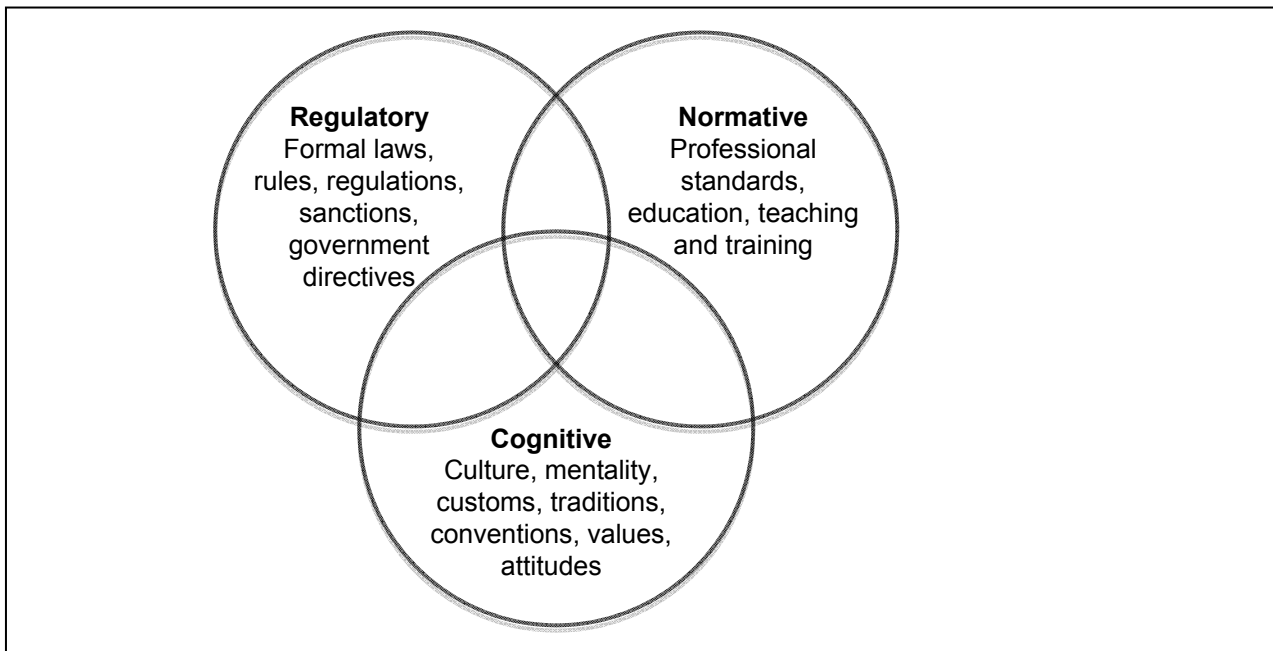 Regulatory
Formal laws,
rules, regulations,
sanctions,
government
directives
Normative
Professional
standards,
education, teaching
and training
Cognitive
Culture, mentality,
customs, traditions,
conventions, values,
attitudes